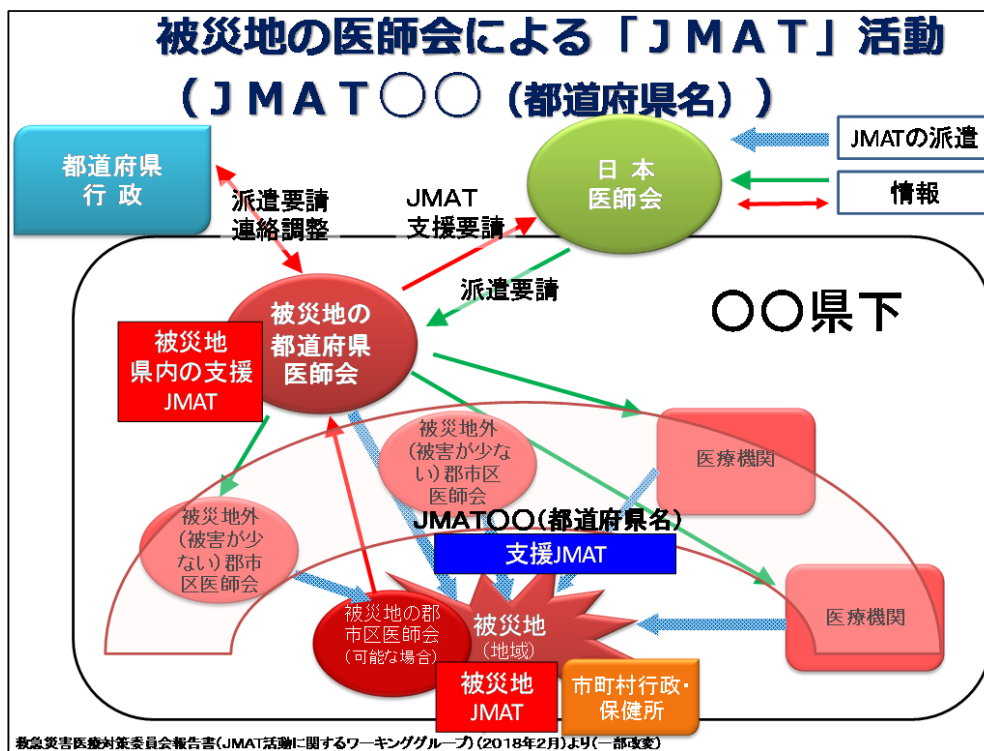 被災地の医師会による「ＪＭＡＴ」活動
（ＪＭＡＴ○○（都道府県名））
都道府県
行 政
日 本
医師会
JMATの派遣
情報
派遣要請
連絡調整
JMAT
支援要請
派遣要請
○○県下
被災地の
都道府県
医師会
被災地
県内の支援
JMAT
被災地外
(被害が少な
い)郡市区
医師会
医療機関
被災地外
(被害が少
ない)郡市
区医師会
JMAT○○(都道府県名)
支援JMAT
被災地の郡
市区医師会
(可能な場合)
被災地
(地域)
医療機関
被災地
JMAT
市町村行政・
保健所
救急災害医療対策委員会報告書(JMAT活動に関するワーキンググループ)(2018年2月)より(一部改変)